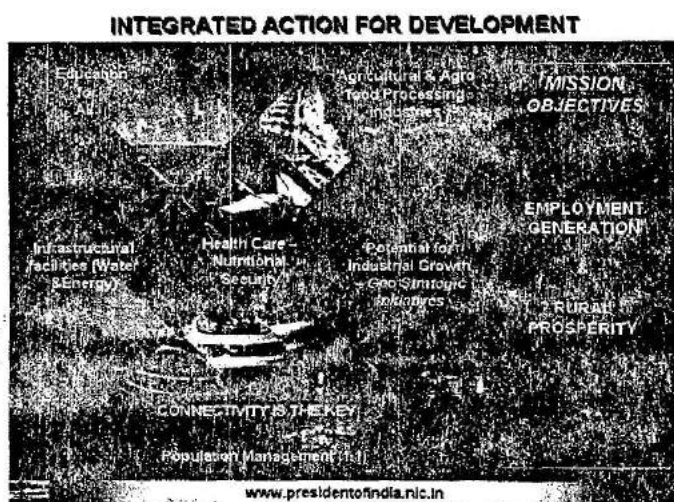 INTEGRATED ACTION FOR DEVELOPMENT
Education
for
All
Agricultural & Agro
food Processing
Industries
MISSION
OBJECTIVES
EMPLOYMENT
GENERATION
Infrastructural
facilities (Water
&Energy)
Health Care –
Nutritional
Security
Potential for
Industrial Growth
– Geo Strategic
Initiatives
RURAL
PROSPERITY
CONNECTIVITY IS THE KEY
Population Management (1:1)
www.presidentofindia.nic.in